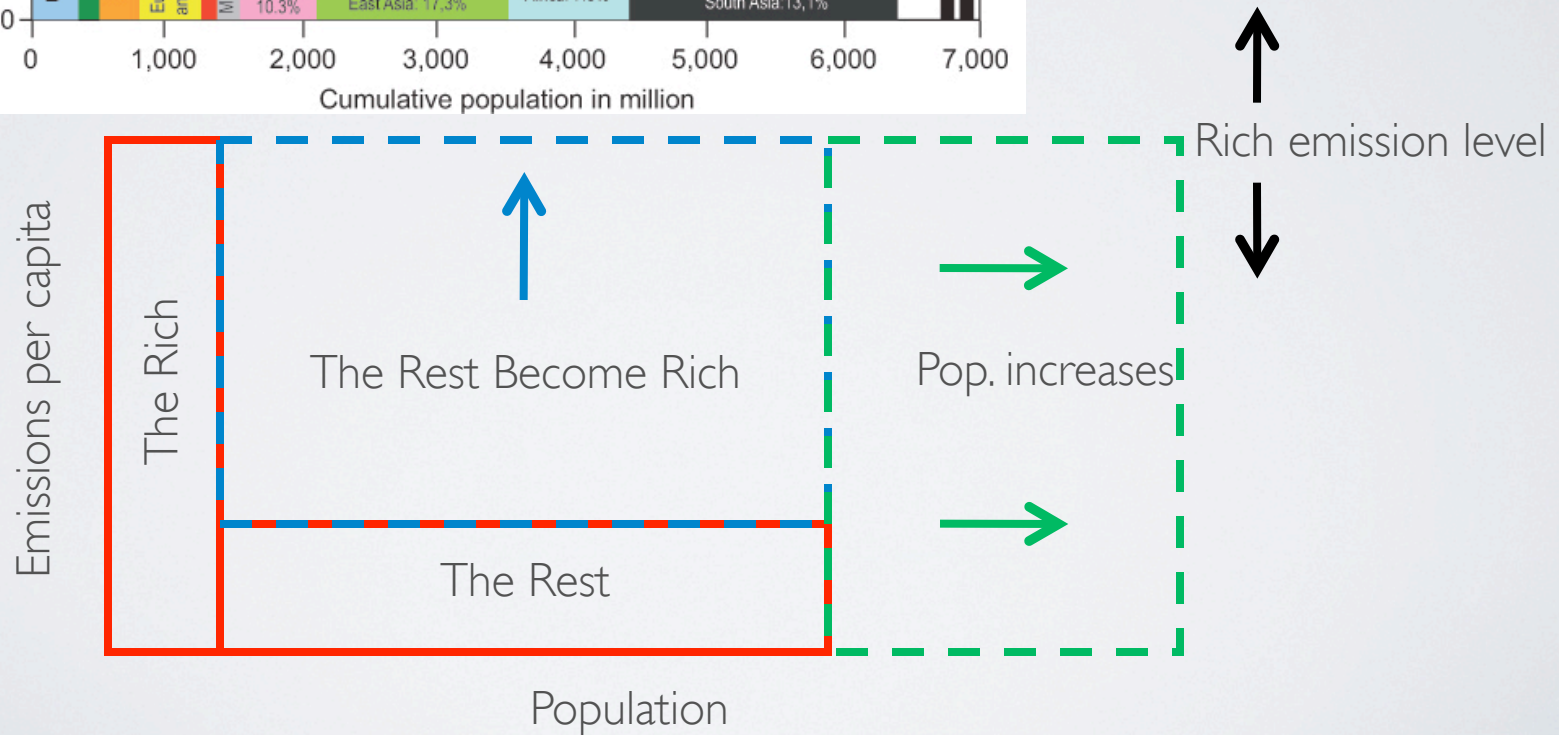 10.3%
East Asia: 17,3%
South Asia: 13,1%
0
0 1,000 2,000 3,000 4,000 5,000 6,000 7,000
Cumulative population in million
Rich emission level
Emissions per capita
The Rich
The Rest Become Rich
Pop. increases
The Rest
Population